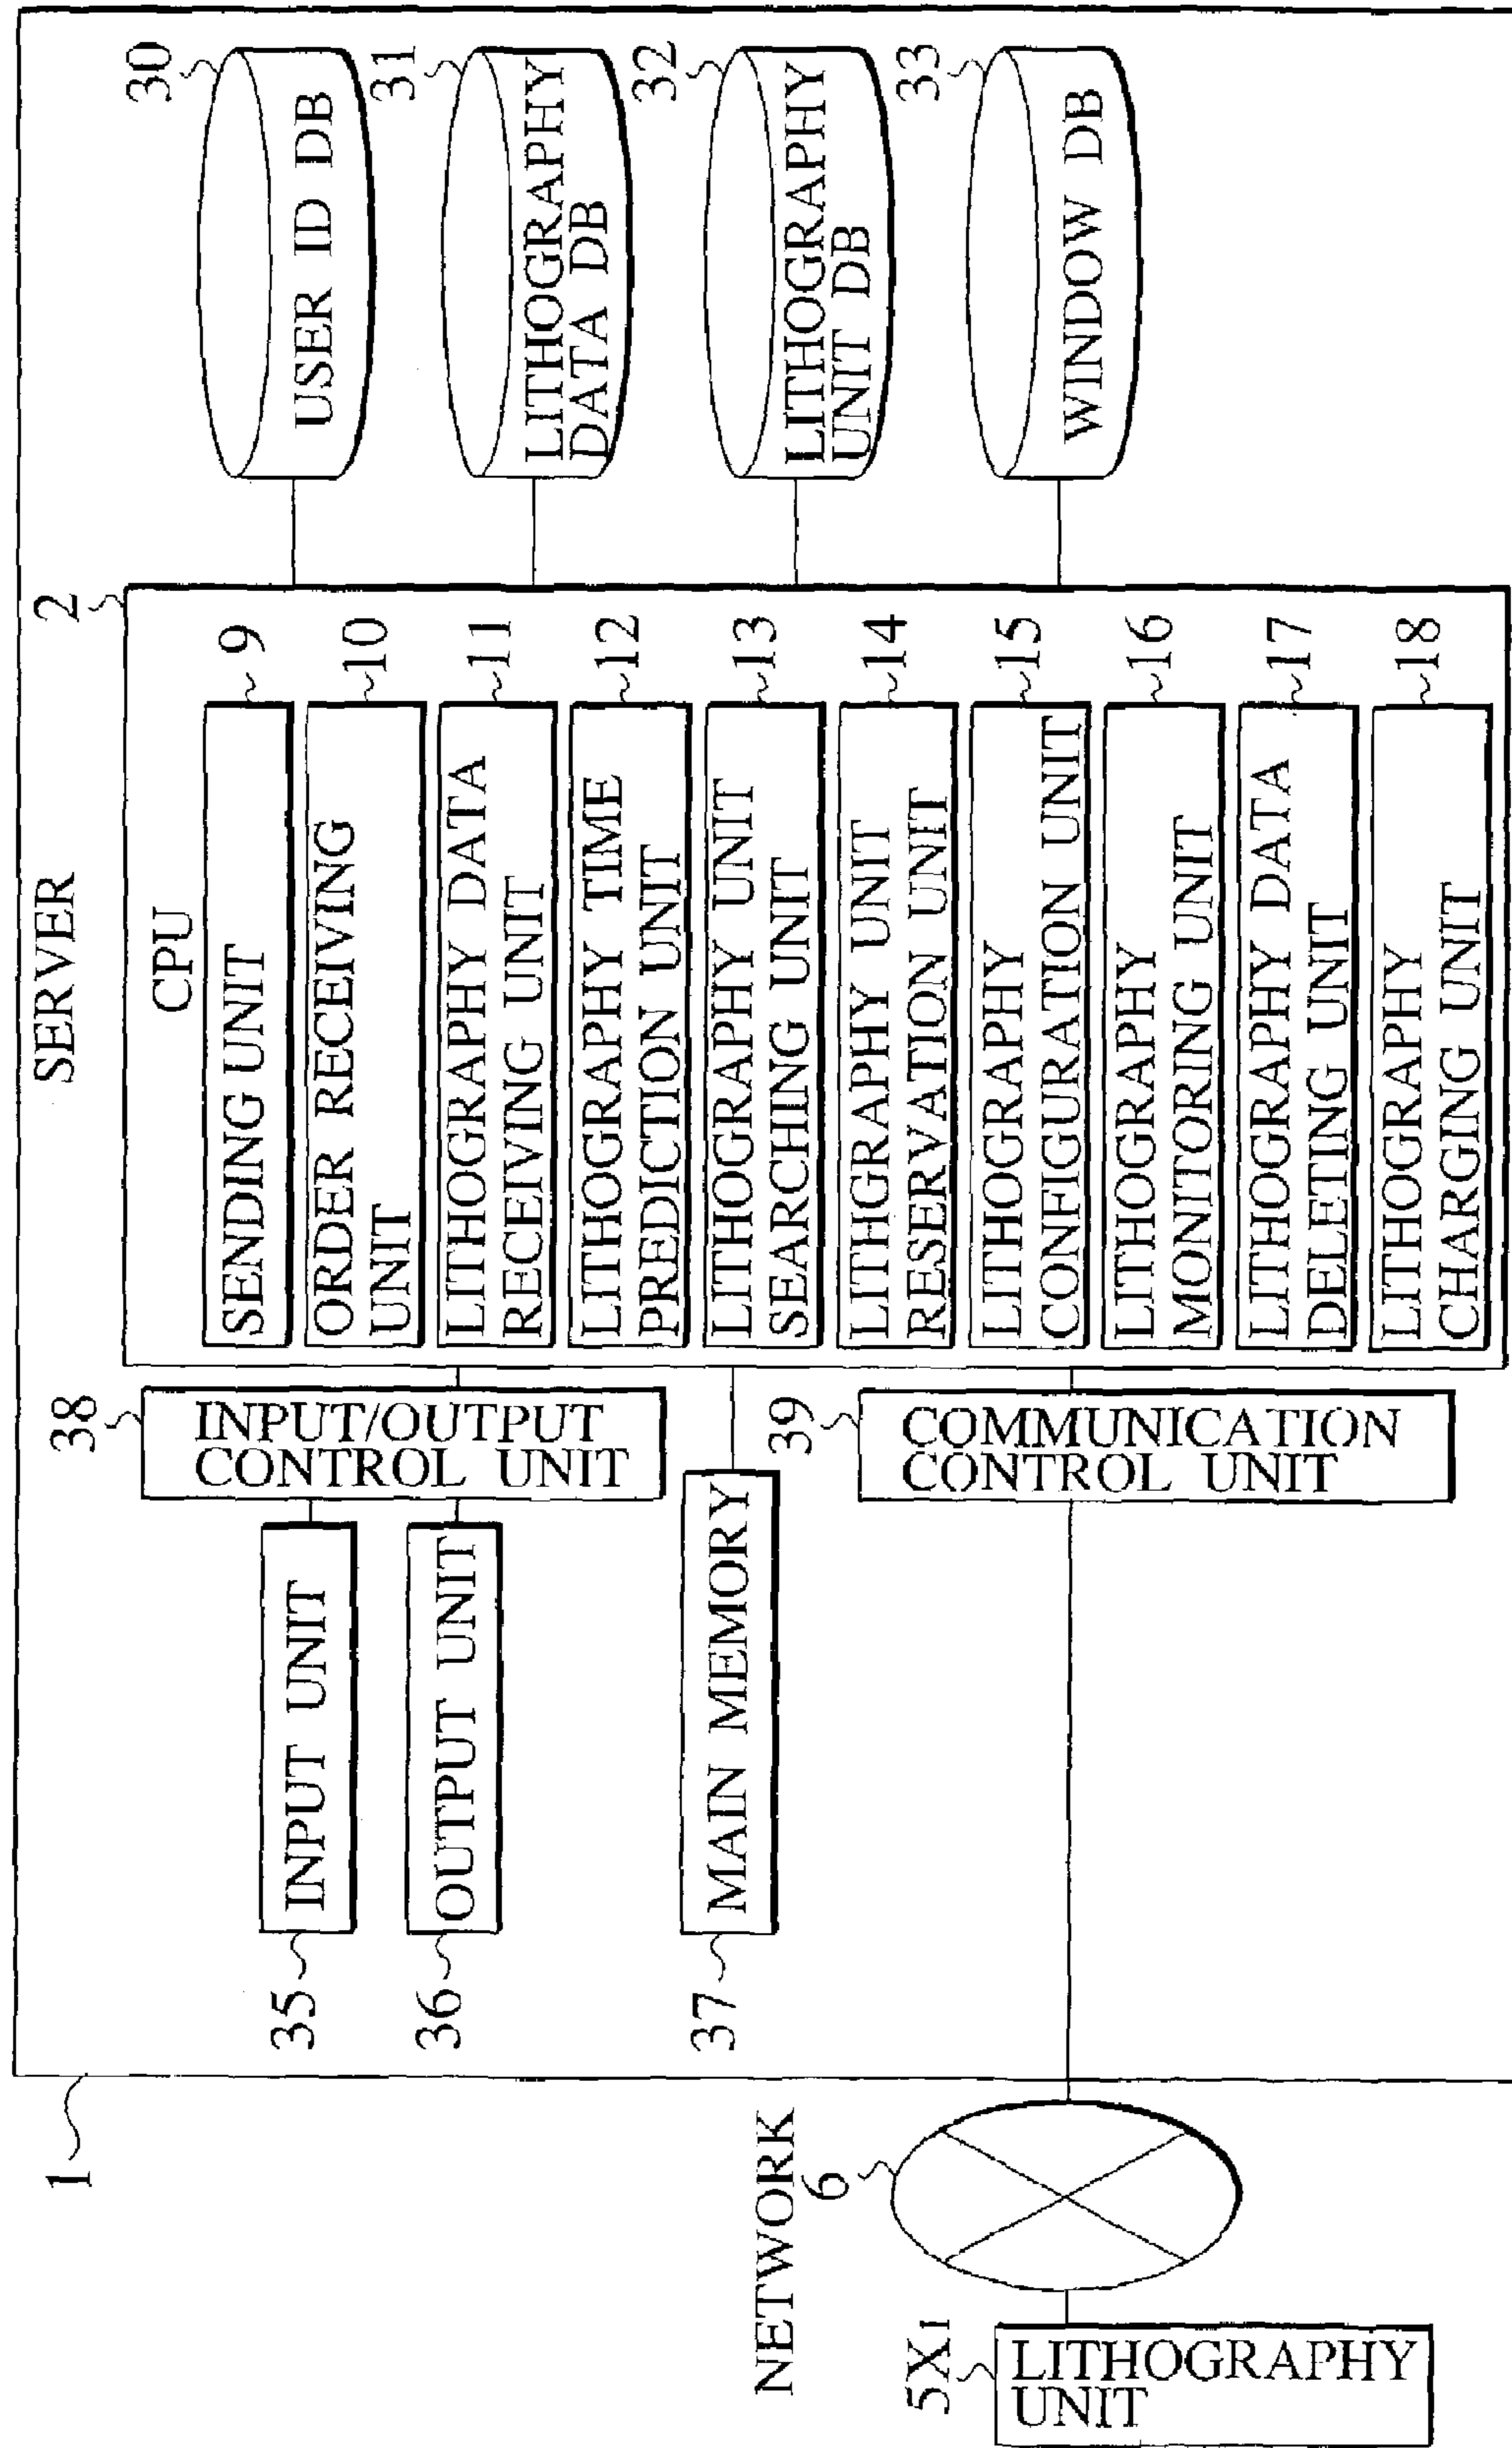 SERVER
1
2
CPU
SENDING UNIT
9
ORDER RECEIVING
UNIT
10
LITHOGRAPHY DATA
RECEIVING UNIT
11
LITHOGRAPHY TIME
PREDICTION UNIT
12
LITHOGRAPHY UNIT
SEARCHING UNIT
13
LITHGRAPHY UNIT
RESERVATION UNIT
14
LITHOGRAPHY
CONFIGURATION UNIT
15
LITHOGRAPHY
MONITORING UNIT
16
LITHOGRAPHY DATA
DELETING UNIT
17
LITHOGRAPHY
CHARGING UNIT
18
30
USER ID DB
31
LITHOGRAPHY
DATA DB
32
LITHOGRAPHY
UNIT DB
33
WINDOW DB
38
INPUT/OUTPUT
CONTROL UNIT
35
INPUT UNIT
36
OUTPUT UNIT
37
MAIN MEMORY
39
COMMUNICATION
CONTROL UNIT
NETWORK
6
5X1
LITHOGRAPHY
UNIT